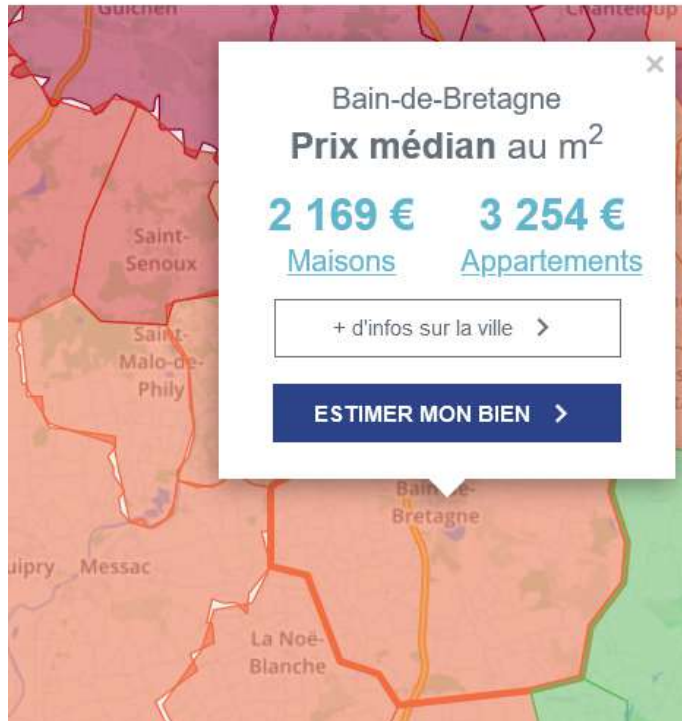 Guichen
Chanteloup
×
Bain-de-Bretagne
Prix médian au m²
2 169 € 3 254 €
Maisons Appartements
+ d'infos sur la ville >
ESTIMER MON BIEN >
Saint-
Senoux
Saint-
Malo-de-
Phily
Bain-de-
Bretagne
uipry Messac
La Noë-
Blanche